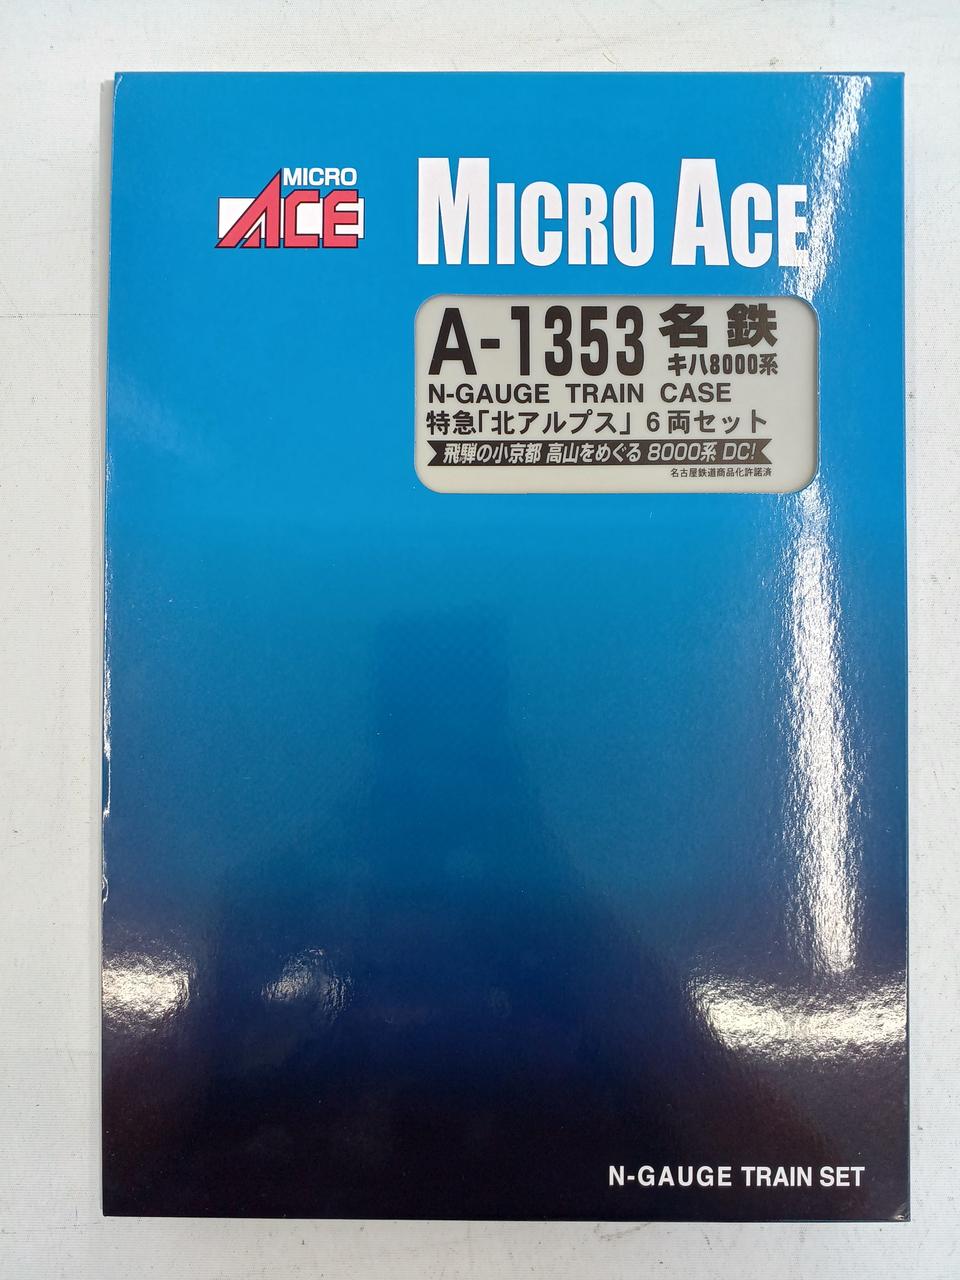 MICRO
ACE
MICRO ACE
A-1353 名鉄
キハ8000系
N-GAUGE TRAIN CASE
特急「北アルプス」6両セット
飛騨の小京都 高山をめぐる 8000系 DC!
名古屋鉄道商品化許諾済
N-GAUGE TRAIN SET